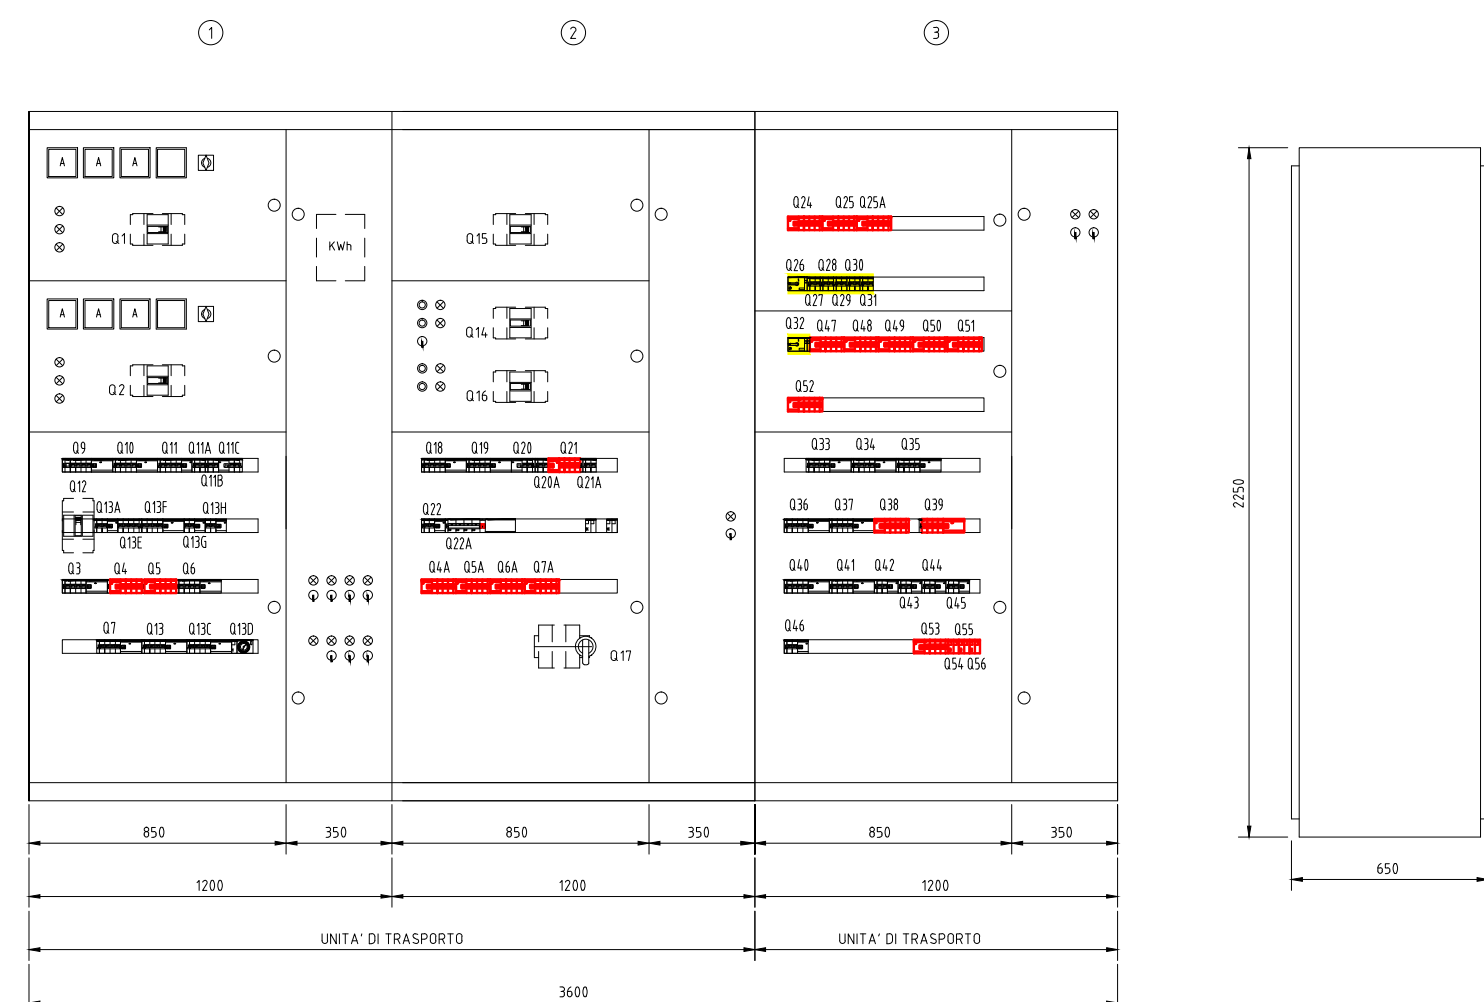 1 2 3
A A A
Q1
KWh
Q15
Q24 Q25 Q25A
Q26 Q28 Q30
Q27 Q29 Q31
A A A
Q2
Q14
Q16
Q32 Q47 Q48 Q49 Q50 Q51
Q52
Q9 Q10 Q11 Q11A Q11C
Q11B
Q18 Q19 Q20 Q21
Q20A Q21A
Q33 Q34 Q35
Q12
Q13A Q13F Q13H
Q13E Q13G
Q22
Q22A
Q36 Q37 Q38 Q39
Q3 Q4 Q5 Q6
Q4A Q5A Q6A Q7A
Q40 Q41 Q42 Q44
Q43 Q45
Q7 Q13 Q13C Q13D
Q17
Q46 Q53 Q55
Q54 Q56
2250
850 350 850 350 850 350
650
1200 1200 1200
UNITA' DI TRASPORTO UNITA' DI TRASPORTO
3600